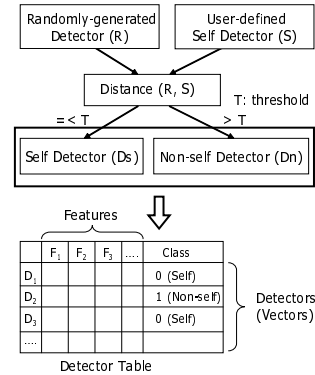 Randomly-generated
Detector (R)
User-defined
Self Detector (S)
Distance (R, S)
T: threshold
=< T
> T
Self Detector (Ds)
Non-self Detector (Dn)
Features
F1 F2 F3 .... Class
D1 0 (Self)
D2 1 (Non-self)
D3 0 (Self)
....
Detectors
(Vectors)
Detector Table